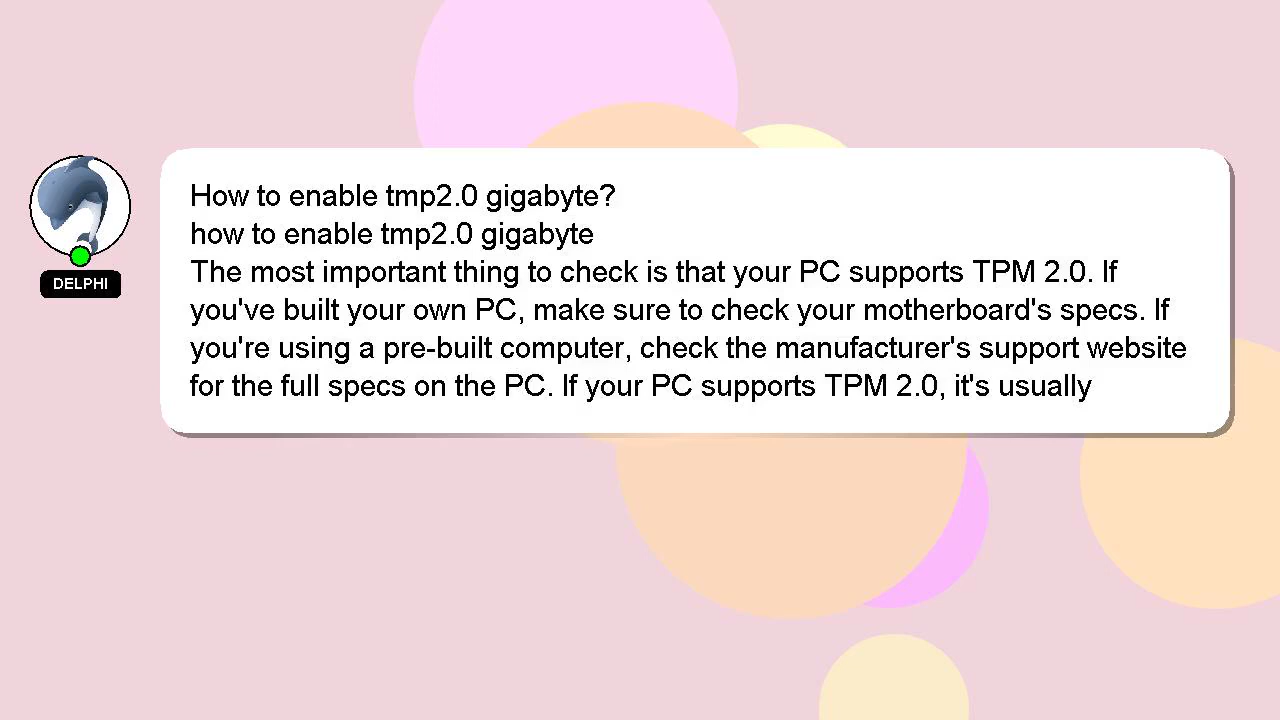 How to enable tmp2.0 gigabyte?
how to enable tmp2.0 gigabyte
The most important thing to check is that your PC supports TPM 2.0. If
you've built your own PC, make sure to check your motherboard's specs. If
you're using a pre-built computer, check the manufacturer's support website
for the full specs on the PC. If your PC supports TPM 2.0, it's usually
DELPHI